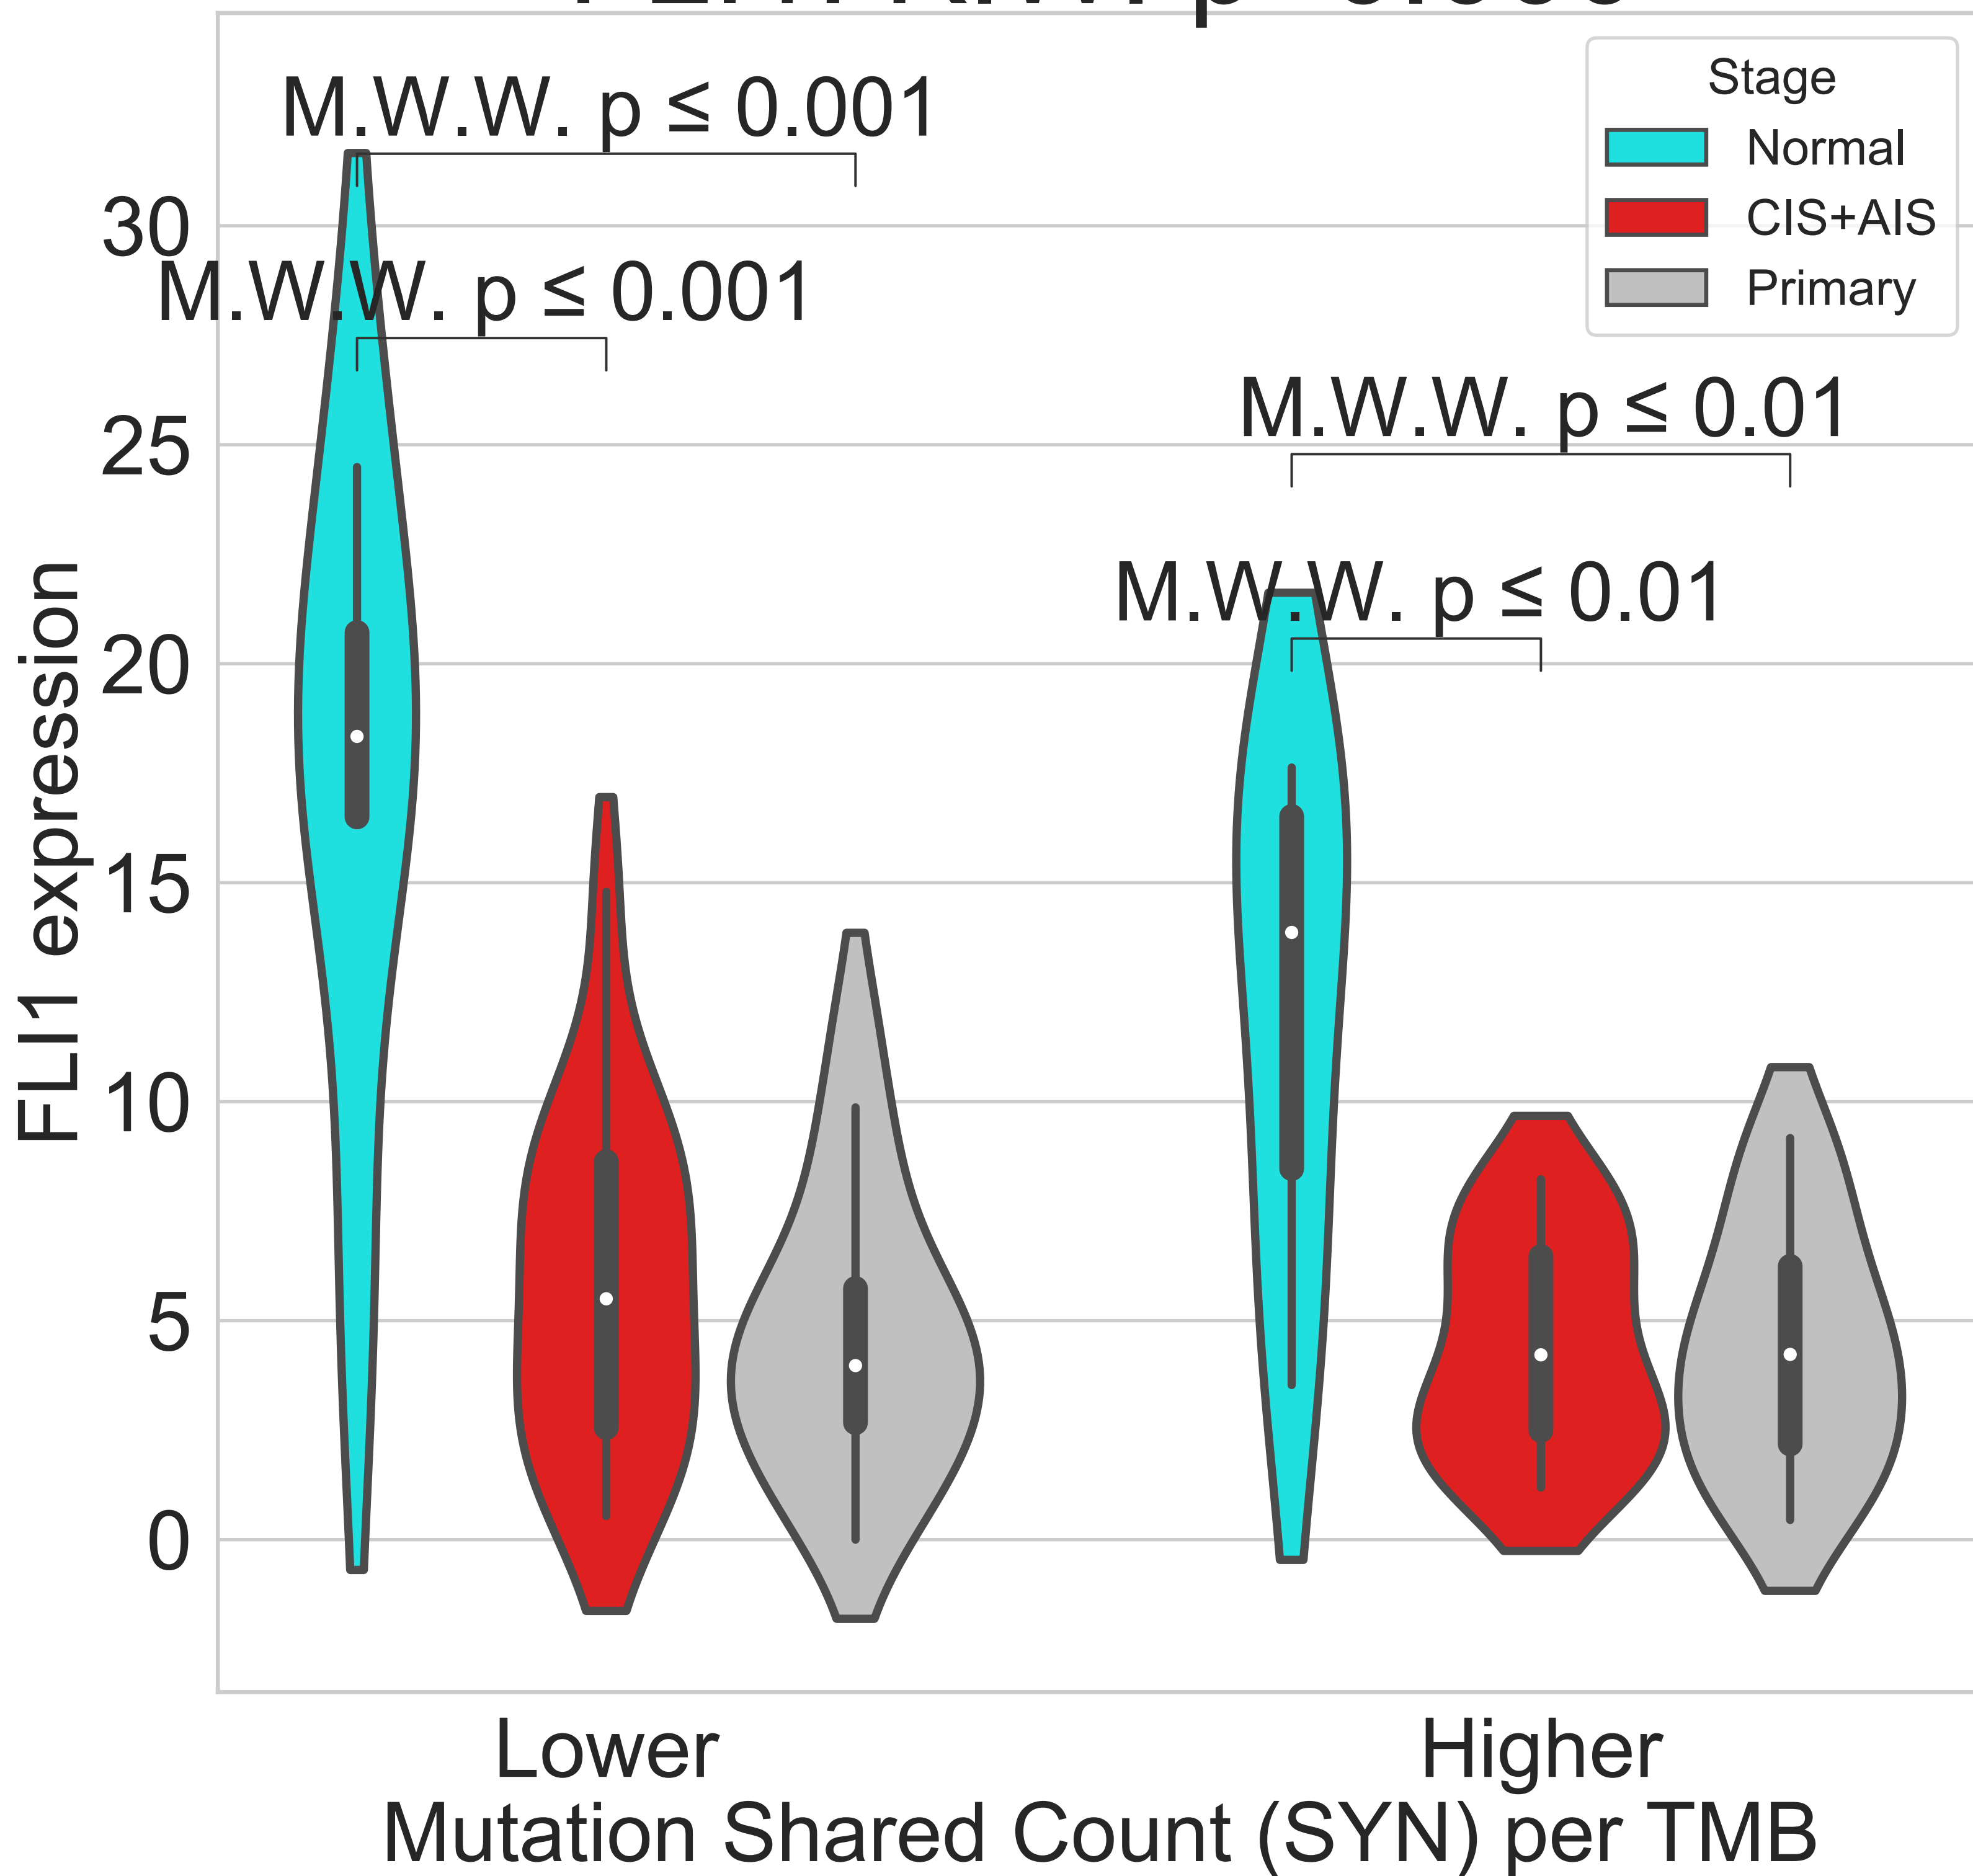 M.W.W. p ≤ 0.001
Stage
Normal
CIS+AIS
Primary
M.W.W. p ≤ 0.001
M.W.W. p ≤ 0.01
M.W.W. p ≤ 0.01
FLI1 expression
30
25
20
15
10
5
0
Lower
Higher
Mutation Shared Count (SYN) per TMB